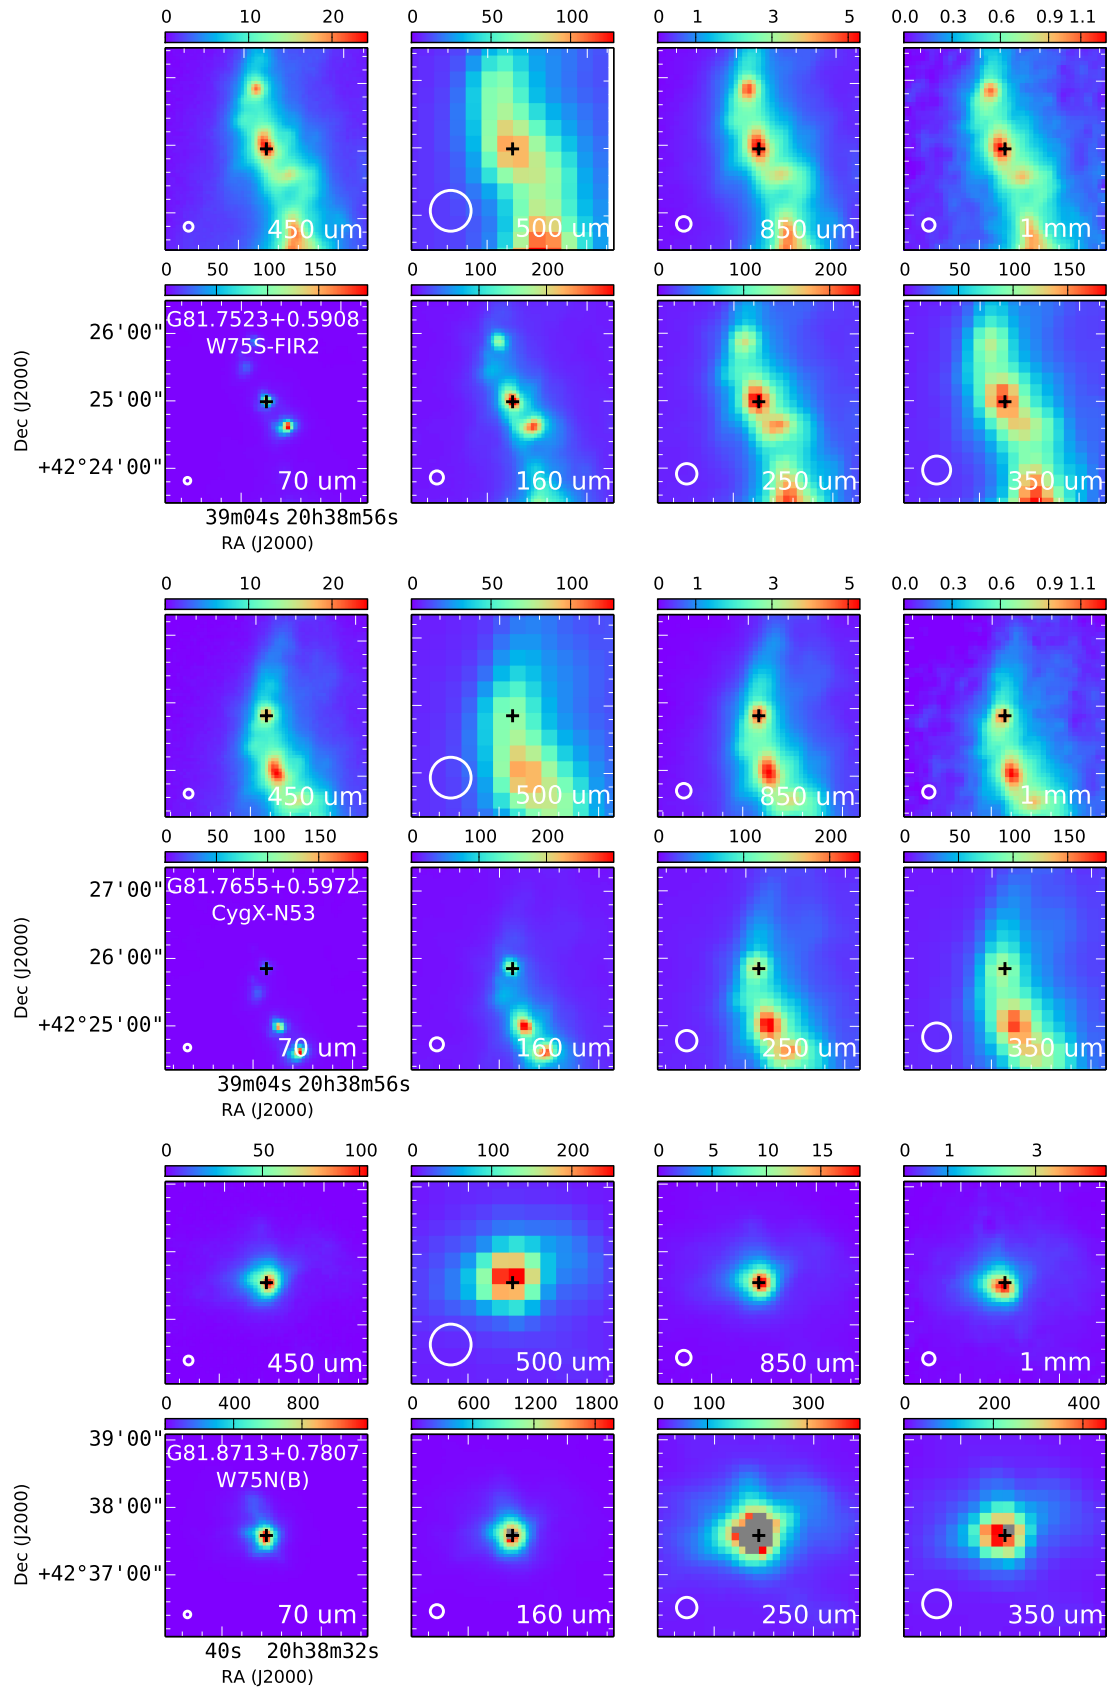 0 10 20 0 50 100 0 1 3 5 0.0 0.3 0.6 0.9 1.1
450 um 500 um 850 um 1 mm
0 50 100 150 0 100 200 0 100 200 0 50 100 150
G81.7523+0.5908
W75S-FIR2
26'00"
25'00"
+42°24'00"
Dec (J2000)
70 um 160 um 250 um 350 um
39m04s 20h38m56s
RA (J2000)
0 10 20 0 50 100 0 1 3 5 0.0 0.3 0.6 0.9 1.1
450 um 500 um 850 um 1 mm
0 50 100 150 0 100 200 0 100 200 0 50 100 150
G81.7655+0.5972
CygX-N53
27'00"
26'00"
+42°25'00"
Dec (J2000)
70 um 160 um 250 um 350 um
39m04s 20h38m56s
RA (J2000)
0 50 100 0 100 200 0 5 10 15 0 1 3
450 um 500 um 850 um 1 mm
0 400 800 0 600 1200 1800 0 100 300 0 200 400
G81.8713+0.7807
W75N(B)
39'00"
38'00"
+42°37'00"
Dec (J2000)
70 um 160 um 250 um 350 um
40s 20h38m32s
RA (J2000)